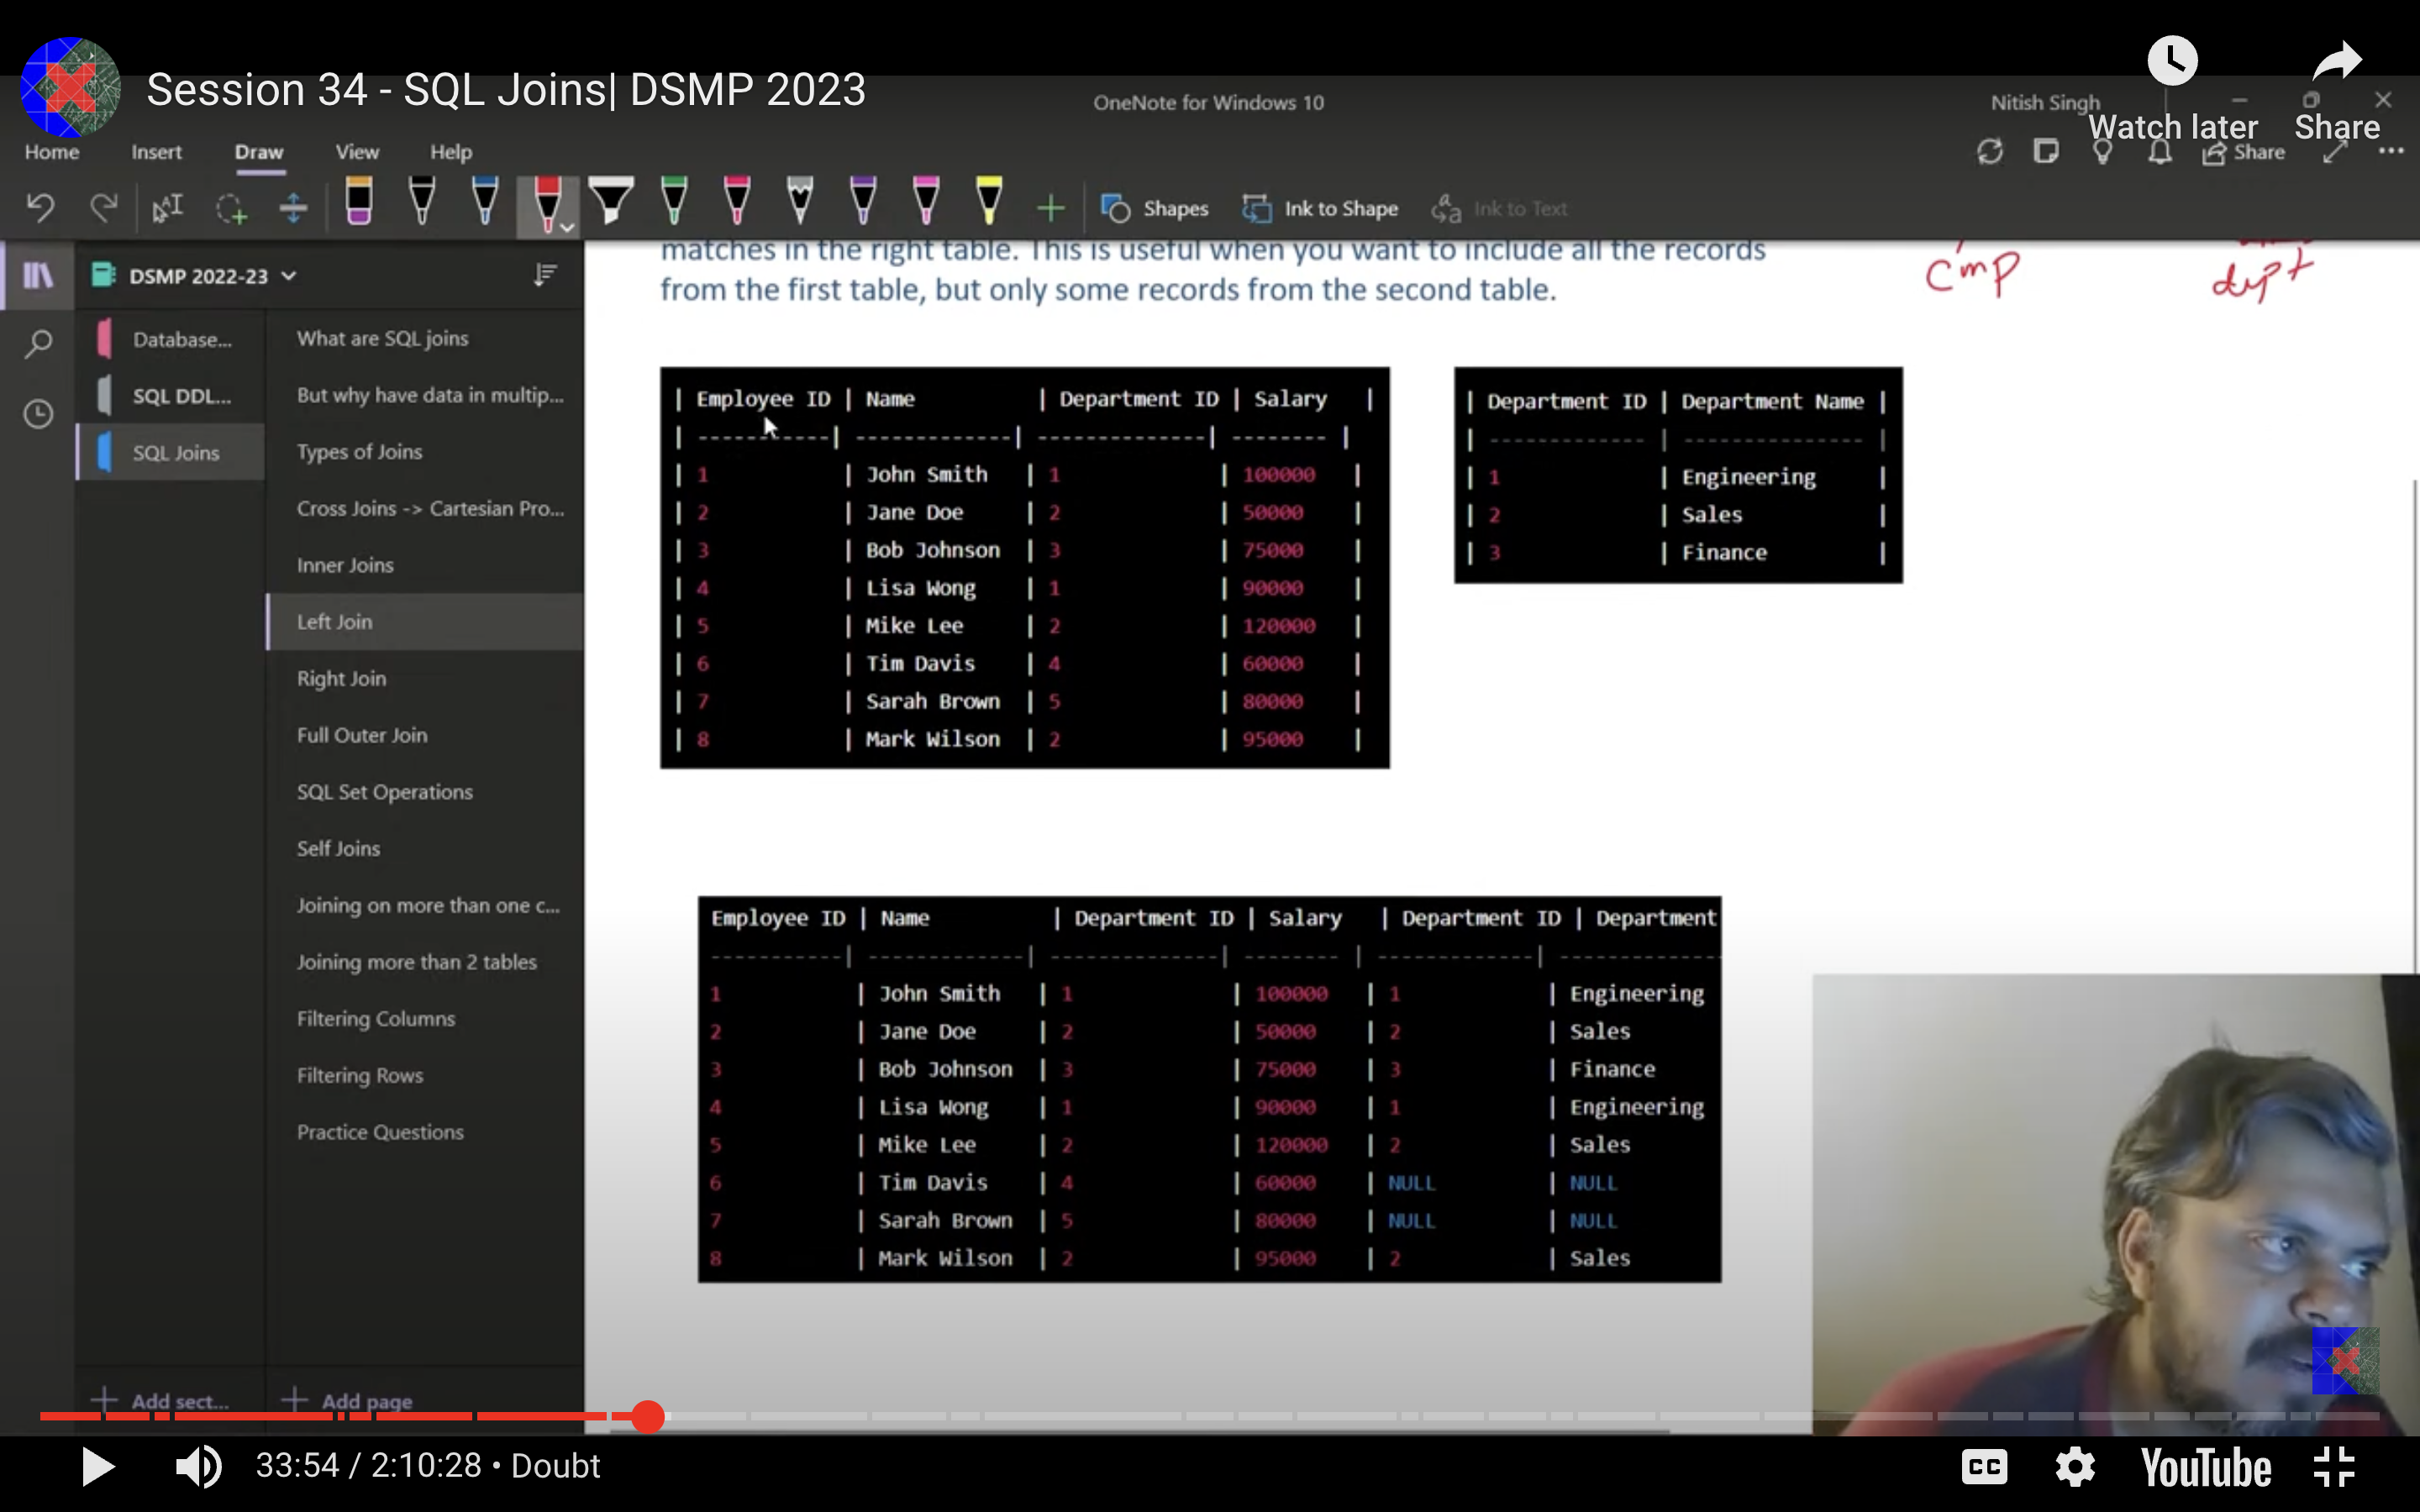 Session 34 - SQL Joins| DSMP 2023
Watch later
Share
OneNote for Windows 10
Nitish Singh
Home Insert Draw View Help
Share
Shapes Ink to Shape Ink to Text
DSMP 2022-23
Database...
SQL DDL...
SQL Joins
What are SQL joins
But why have data in multip...
Types of Joins
Cross Joins -> Cartesian Pro...
Inner Joins
Left Join
Right Join
Full Outer Join
SQL Set Operations
Self Joins
Joining on more than one c...
Joining more than 2 tables
Filtering Columns
Filtering Rows
Practice Questions
Add sect...
Add page
matches in the right table. This is useful when you want to include all the records
from the first table, but only some records from the second table.
emp
dept
| Employee ID | Name | Department ID | Salary |
| 1 | John Smith | 1 | 100000 |
| 2 | Jane Doe | 2 | 50000 |
| 3 | Bob Johnson | 3 | 75000 |
| 4 | Lisa Wong | 1 | 90000 |
| 5 | Mike Lee | 2 | 120000 |
| 6 | Tim Davis | 4 | 60000 |
| 7 | Sarah Brown | 5 | 80000 |
| 8 | Mark Wilson | 2 | 95000 |
| Department ID | Department Name |
| 1 | Engineering |
| 2 | Sales |
| 3 | Finance |
Employee ID | Name | Department ID | Salary | Department ID | Department
1 | John Smith | 1 | 100000 | 1 | Engineering
2 | Jane Doe | 2 | 50000 | 2 | Sales
3 | Bob Johnson | 3 | 75000 | 3 | Finance
4 | Lisa Wong | 1 | 90000 | 1 | Engineering
5 | Mike Lee | 2 | 120000 | 2 | Sales
6 | Tim Davis | 4 | 60000 | NULL | NULL
7 | Sarah Brown | 5 | 80000 | NULL | NULL
8 | Mark Wilson | 2 | 95000 | 2 | Sales
33:54 / 2:10:28 • Doubt
CC
YouTube